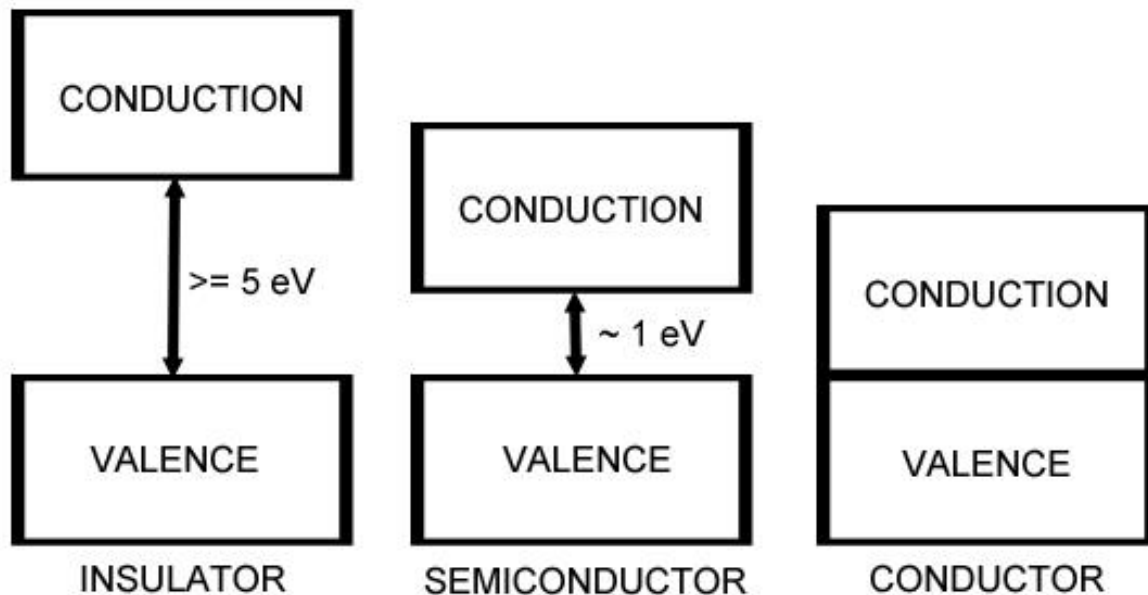 CONDUCTION
>= 5 eV
VALENCE
INSULATOR
CONDUCTION
~ 1 eV
VALENCE
SEMICONDUCTOR
CONDUCTION
VALENCE
CONDUCTOR